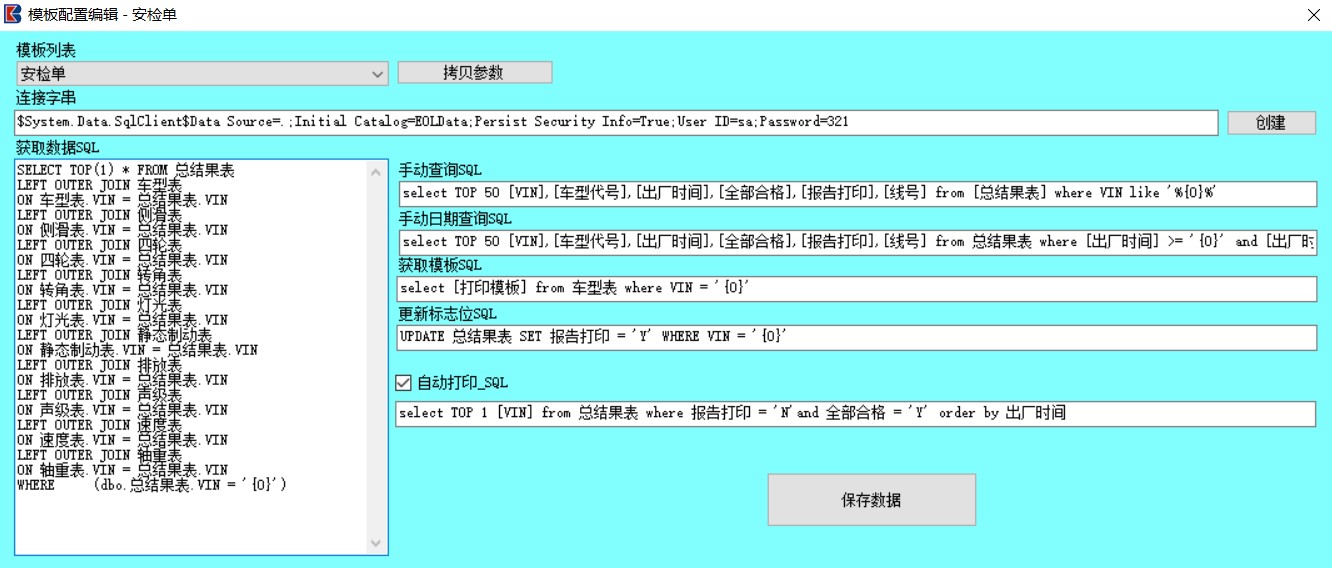 模板配置编辑 - 安检单
模板列表
安检单
拷贝参数
连接字串
$System.Data.SqlClient$Data Source=.;Initial Catalog=EOLData;Persist Security Info=True;User ID=sa;Password=321
创建
获取数据SQL
SELECT TOP(1) * FROM 总结果表
LEFT OUTER JOIN 车型表
ON 车型表.VIN = 总结果表.VIN
LEFT OUTER JOIN 侧滑表
ON 侧滑表.VIN = 总结果表.VIN
LEFT OUTER JOIN 四轮表
ON 四轮表.VIN = 总结果表.VIN
LEFT OUTER JOIN 转角表
ON 转角表.VIN = 总结果表.VIN
LEFT OUTER JOIN 灯光表
ON 灯光表.VIN = 总结果表.VIN
LEFT OUTER JOIN 静态制动表
ON 静态制动表.VIN = 总结果表.VIN
LEFT OUTER JOIN 排放表
ON 排放表.VIN = 总结果表.VIN
LEFT OUTER JOIN 声级表
ON 声级表.VIN = 总结果表.VIN
LEFT OUTER JOIN 速度表
ON 速度表.VIN = 总结果表.VIN
LEFT OUTER JOIN 轴重表
ON 轴重表.VIN = 总结果表.VIN
WHERE     (dbo.总结果表.VIN = '{0}')
手动查询SQL
select TOP 50 [VIN],[车型代号],[出厂时间],[全部合格],[报告打印],[线号] from [总结果表] where VIN like '%{0}%'
手动日期查询SQL
select TOP 50 [VIN],[车型代号],[出厂时间],[全部合格],[报告打印],[线号] from 总结果表 where [出厂时间] >= '{0}' and [出厂时
获取模板SQL
select [打印模板] from 车型表 where VIN = '{0}'
更新标志位SQL
UPDATE 总结果表 SET 报告打印 = 'Y' WHERE VIN = '{0}'
自动打印_SQL
select TOP 1 [VIN] from 总结果表 where 报告打印 = 'N'and 全部合格 = 'Y' order by 出厂时间
保存数据